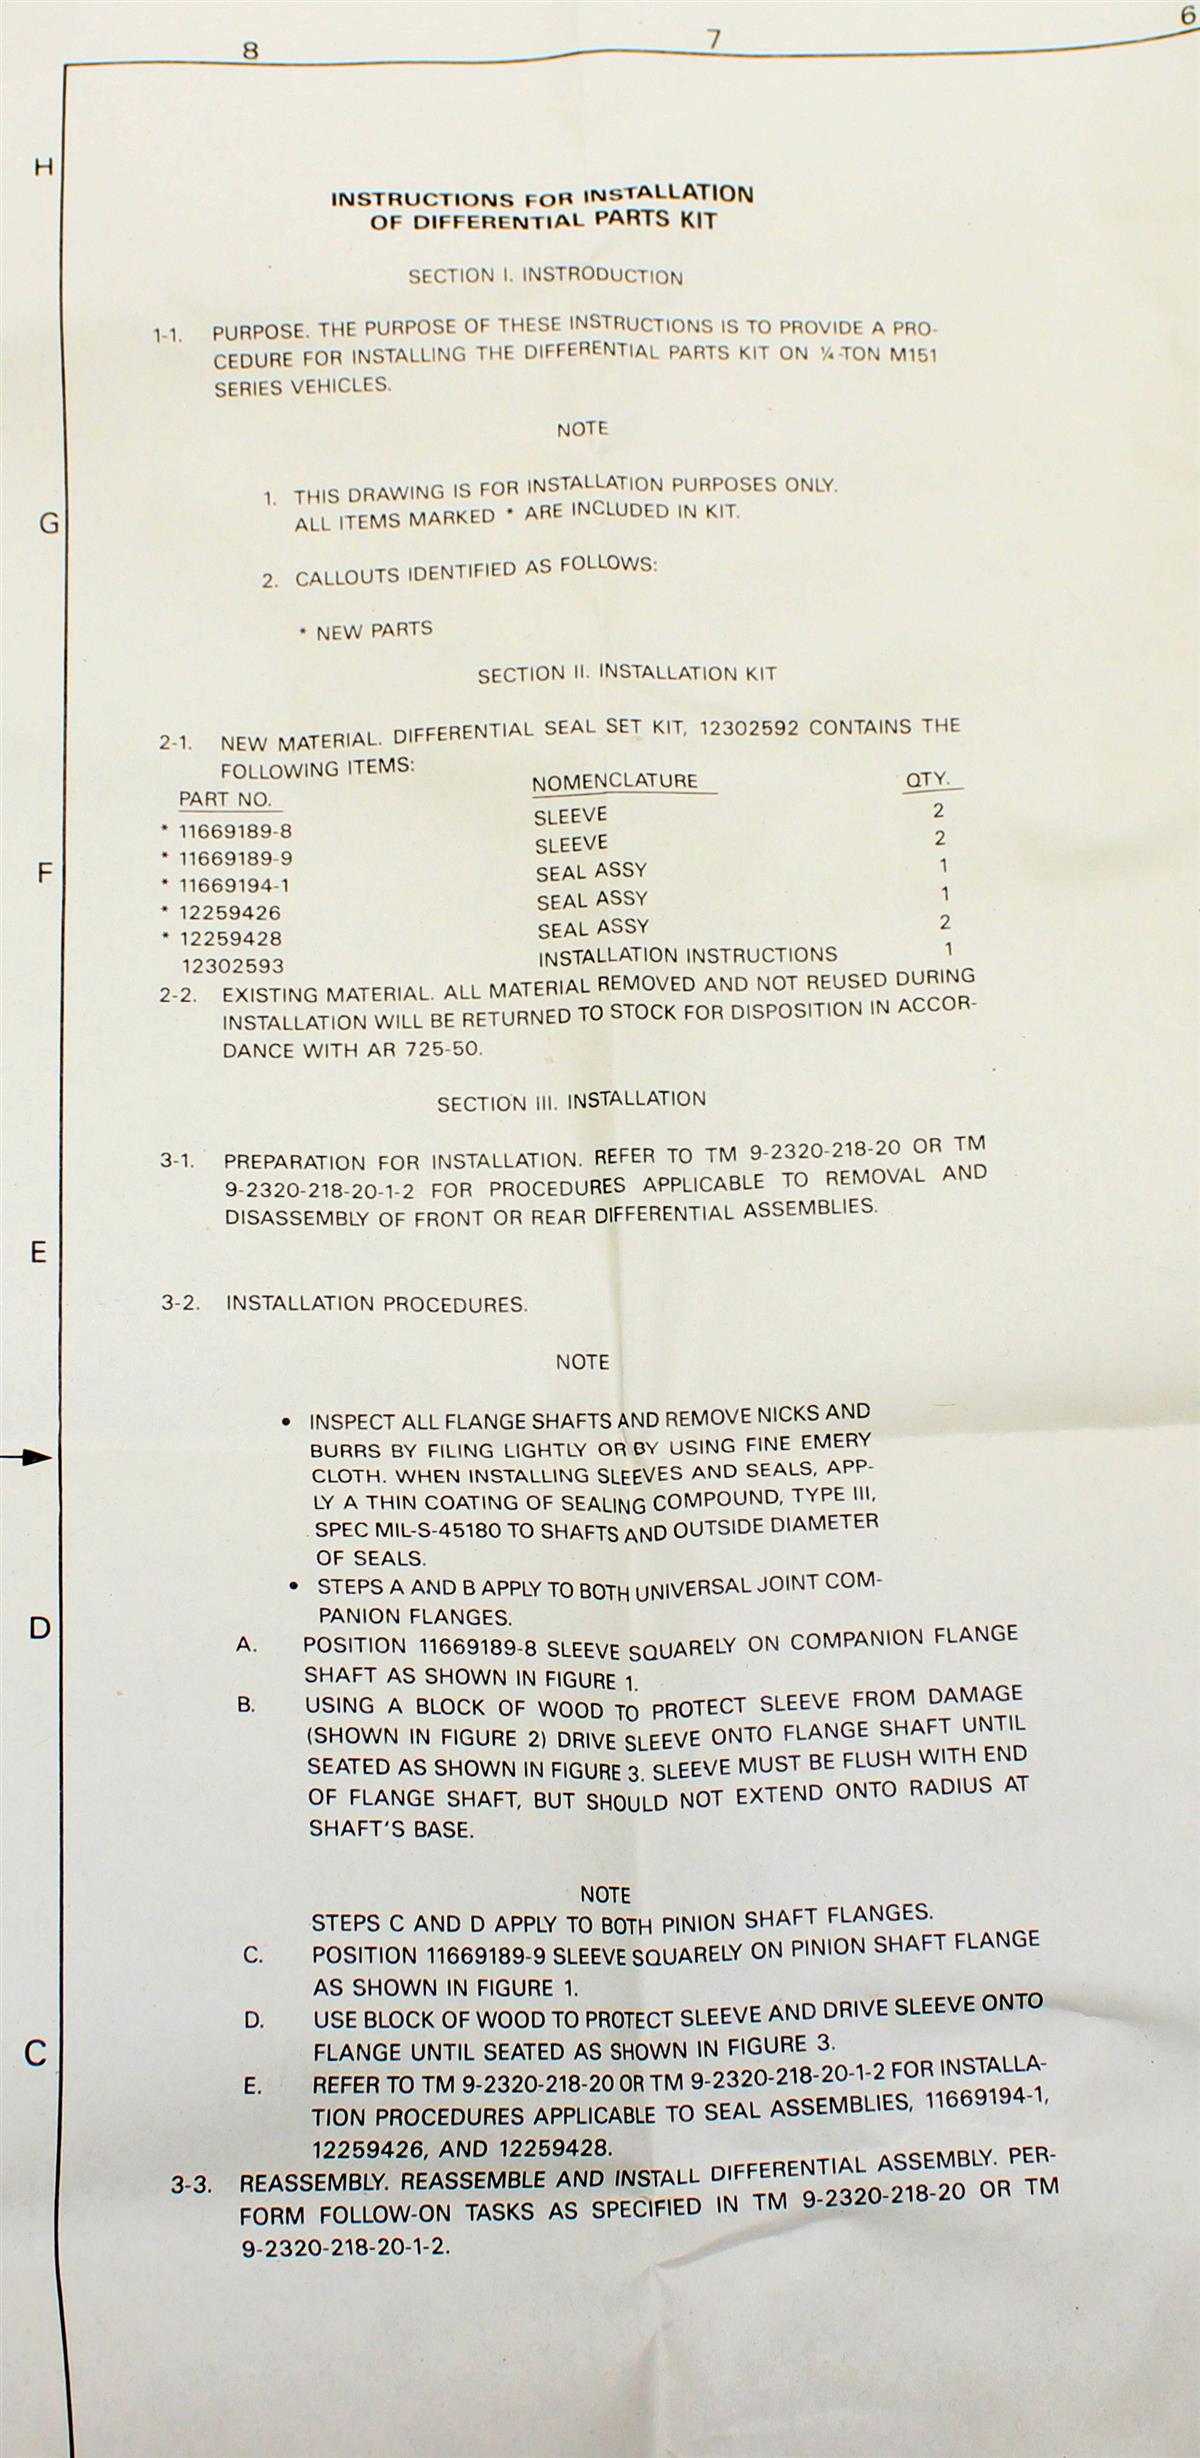 8
7
6
H
INSTRUCTIONS FOR INSTALLATION
OF DIFFERENTIAL PARTS KIT
SECTION I. INSTRODUCTION
1-1. PURPOSE. THE PURPOSE OF THESE INSTRUCTIONS IS TO PROVIDE A PRO-
CEDURE FOR INSTALLING THE DIFFERENTIAL PARTS KIT ON ¼-TON M151
SERIES VEHICLES.
NOTE
1. THIS DRAWING IS FOR INSTALLATION PURPOSES ONLY.
ALL ITEMS MARKED * ARE INCLUDED IN KIT.
G
2. CALLOUTS IDENTIFIED AS FOLLOWS:
* NEW PARTS
SECTION II. INSTALLATION KIT
2-1. NEW MATERIAL. DIFFERENTIAL SEAL SET KIT, 12302592 CONTAINS THE
FOLLOWING ITEMS:
PART NO. NOMENCLATURE QTY.
* 11669189-8 SLEEVE 2
* 11669189-9 SLEEVE 2
* 11669194-1 SEAL ASSY 1
* 12259426 SEAL ASSY 1
* 12259428 SEAL ASSY 2
12302593 INSTALLATION INSTRUCTIONS 1
F
2-2. EXISTING MATERIAL. ALL MATERIAL REMOVED AND NOT REUSED DURING
INSTALLATION WILL BE RETURNED TO STOCK FOR DISPOSITION IN ACCOR-
DANCE WITH AR 725-50.
SECTION III. INSTALLATION
3-1. PREPARATION FOR INSTALLATION. REFER TO TM 9-2320-218-20 OR TM
9-2320-218-20-1-2 FOR PROCEDURES APPLICABLE TO REMOVAL AND
DISASSEMBLY OF FRONT OR REAR DIFFERENTIAL ASSEMBLIES.
E
3-2. INSTALLATION PROCEDURES.
NOTE
• INSPECT ALL FLANGE SHAFTS AND REMOVE NICKS AND
BURRS BY FILING LIGHTLY OR BY USING FINE EMERY
CLOTH. WHEN INSTALLING SLEEVES AND SEALS, APP-
LY A THIN COATING OF SEALING COMPOUND, TYPE III,
SPEC MIL-S-45180 TO SHAFTS AND OUTSIDE DIAMETER
OF SEALS.
• STEPS A AND B APPLY TO BOTH UNIVERSAL JOINT COM-
PANION FLANGES.
D
A. POSITION 11669189-8 SLEEVE SQUARELY ON COMPANION FLANGE
SHAFT AS SHOWN IN FIGURE 1.
B. USING A BLOCK OF WOOD TO PROTECT SLEEVE FROM DAMAGE
(SHOWN IN FIGURE 2) DRIVE SLEEVE ONTO FLANGE SHAFT UNTIL
SEATED AS SHOWN IN FIGURE 3. SLEEVE MUST BE FLUSH WITH END
OF FLANGE SHAFT, BUT SHOULD NOT EXTEND ONTO RADIUS AT
SHAFT'S BASE.
NOTE
STEPS C AND D APPLY TO BOTH PINION SHAFT FLANGES.
C. POSITION 11669189-9 SLEEVE SQUARELY ON PINION SHAFT FLANGE
AS SHOWN IN FIGURE 1.
D. USE BLOCK OF WOOD TO PROTECT SLEEVE AND DRIVE SLEEVE ONTO
FLANGE UNTIL SEATED AS SHOWN IN FIGURE 3.
C
E. REFER TO TM 9-2320-218-20 OR TM 9-2320-218-20-1-2 FOR INSTALLA-
TION PROCEDURES APPLICABLE TO SEAL ASSEMBLIES, 11669194-1,
12259426, AND 12259428.
3-3. REASSEMBLY. REASSEMBLE AND INSTALL DIFFERENTIAL ASSEMBLY. PER-
FORM FOLLOW-ON TASKS AS SPECIFIED IN TM 9-2320-218-20 OR TM
9-2320-218-20-1-2.